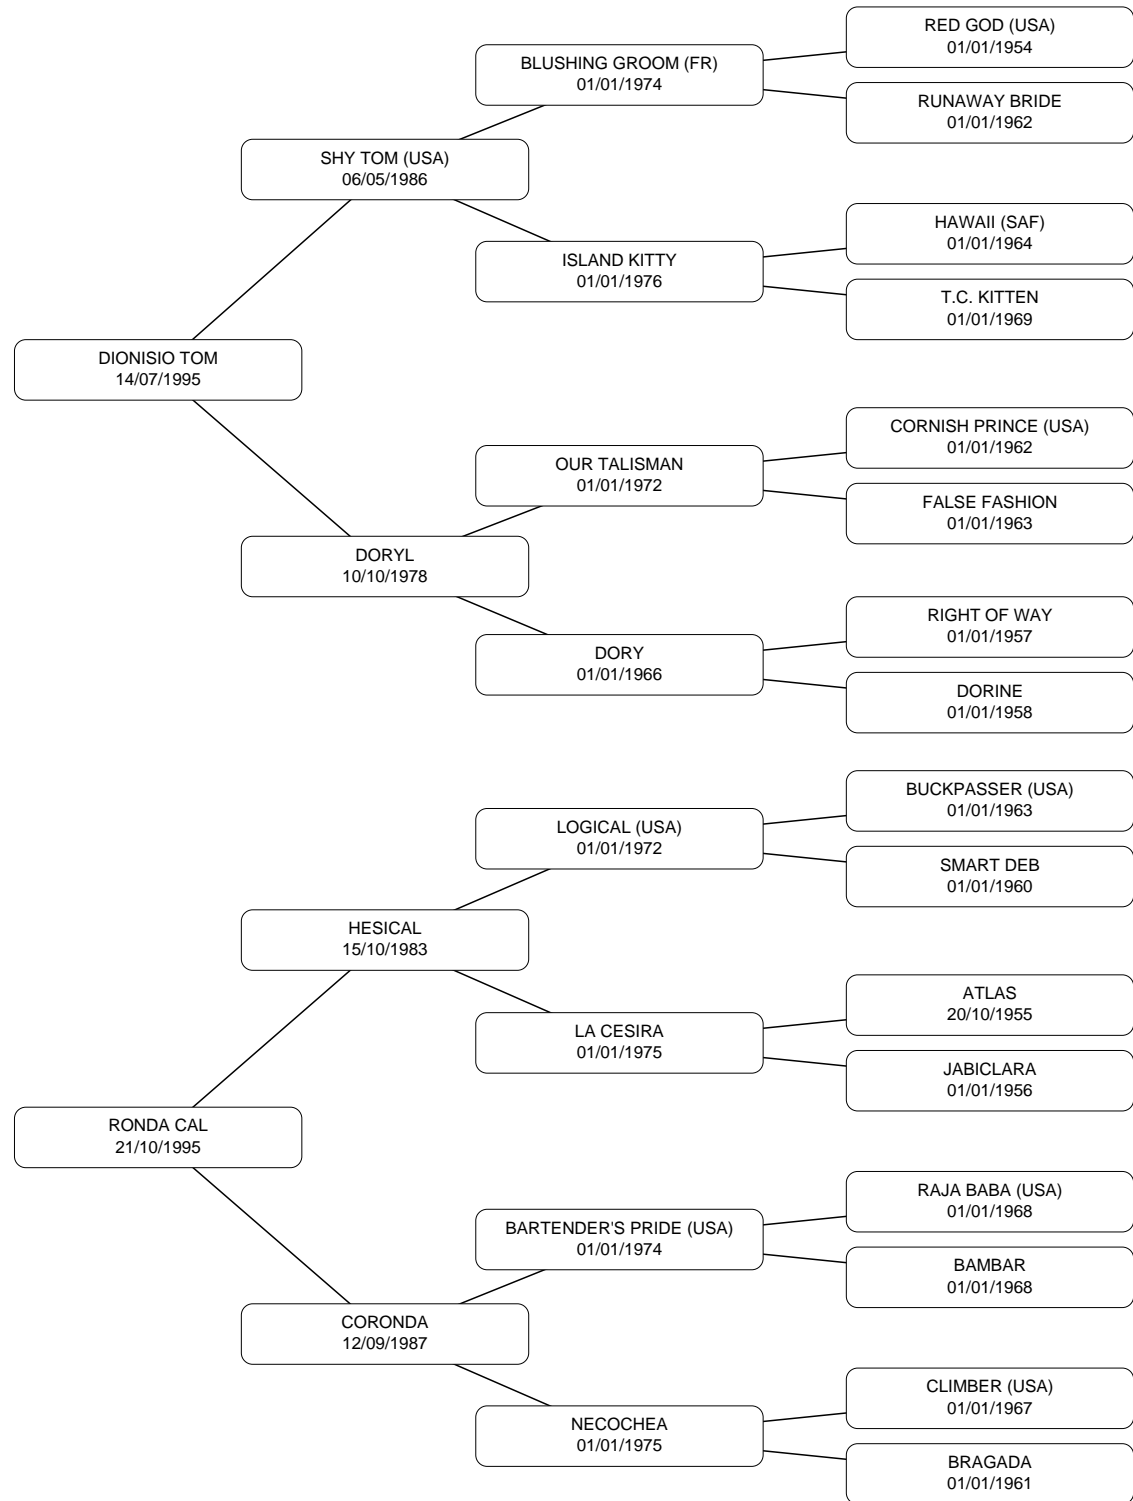 RED GOD (USA)
01/01/1954
BLUSHING GROOM (FR)
01/01/1974
RUNAWAY BRIDE
01/01/1962
SHY TOM (USA)
06/05/1986
HAWAII (SAF)
01/01/1964
ISLAND KITTY
01/01/1976
T.C. KITTEN
01/01/1969
DIONISIO TOM
14/07/1995
CORNISH PRINCE (USA)
01/01/1962
OUR TALISMAN
01/01/1972
FALSE FASHION
01/01/1963
DORYL
10/10/1978
RIGHT OF WAY
01/01/1957
DORY
01/01/1966
DORINE
01/01/1958
BUCKPASSER (USA)
01/01/1963
LOGICAL (USA)
01/01/1972
SMART DEB
01/01/1960
HESICAL
15/10/1983
ATLAS
20/10/1955
LA CESIRA
01/01/1975
JABICLARA
01/01/1956
RONDA CAL
21/10/1995
RAJA BABA (USA)
01/01/1968
BARTENDER'S PRIDE (USA)
01/01/1974
BAMBAR
01/01/1968
CORONDA
12/09/1987
CLIMBER (USA)
01/01/1967
NECOCHEA
01/01/1975
BRAGADA
01/01/1961